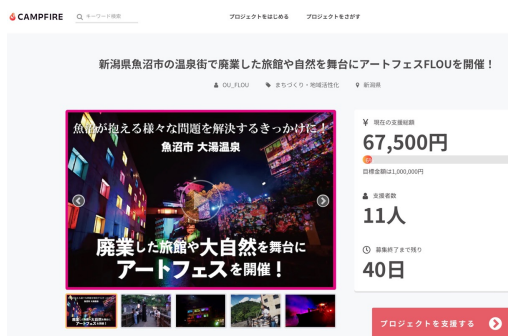 CAMPFIRE
キーワード検索
プロジェクトをはじめる
プロジェクトをさがす
新潟県魚沼市の温泉街で廃業した旅館や自然を舞台にアートフェスFLOUを開催！
OU_FLOU
まちづくり・地域活性化
新潟県
魚沼が抱える様々な問題を解決するきっかけに！
魚沼市 大湯温泉
廃業した旅館や大自然を舞台に
アートフェスを開催！
¥ 現在の支援総額
67,500円
目標金額は1,000,000円
支援者数
11人
募集終了まで残り
40日
プロジェクトを支援する